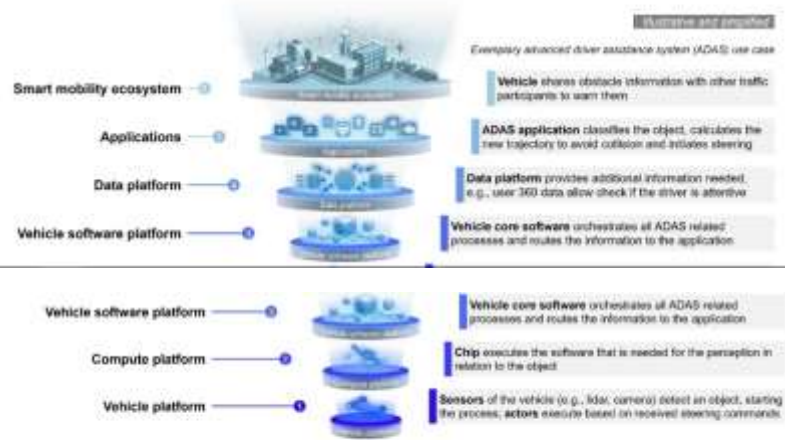 Illustrative and simplified
Exemplary advanced driver assistance system (ADAS) use case
Smart mobility ecosystem
Vehicle shares obstacle information with other traffic
participants to warn them
Applications
ADAS application classifies the object, calculates the
new trajectory to avoid collision and initiates steering
Data platform
Data platform provides additional information needed,
e.g., user 360 data allow check if the driver is attentive
Vehicle software platform
Vehicle core software orchestrates all ADAS related
processes and routes the information to the application
Vehicle software platform
Vehicle core software orchestrates all ADAS related
processes and routes the information to the application
Compute platform
Chip executes the software that is needed for the perception in
relation to the object
Vehicle platform
1
Sensors of the vehicle (e.g., lidar, camera) detect an object, starting
the process; actors execute based on received steering commands